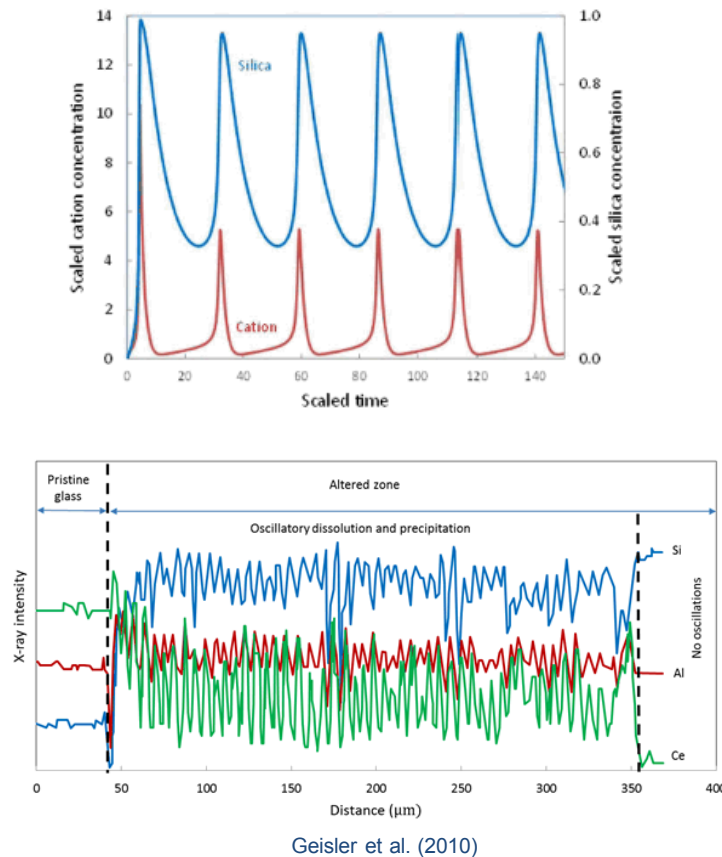 14
12
10
8
6
4
2
0
Scaled cation concentration
Silica
Cation
1.0
0.8
0.6
0.4
0.2
0.0
Scaled silica concentraion
0 20 40 60 80 100 120 140
Scaled time
Pristine
glass
Altered zone
Oscillatory dissolution and precipitation
Si
Al
Ce
X-ray intensity
No oscillations
0 50 100 150 200 250 300 350 400
Distance (μm)
Geisler et al. (2010)